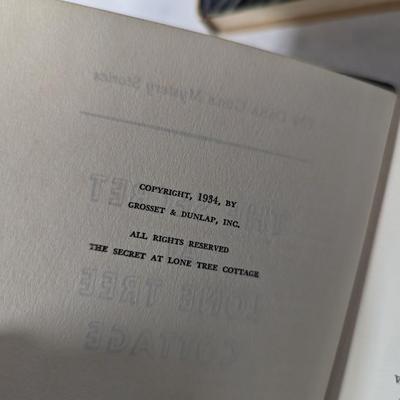 COPYRIGHT, 1934, BY
GROSSET & DUNLAP, INC.
ALL RIGHTS RESERVED
THE SECRET AT LONE TREE COTTAGE